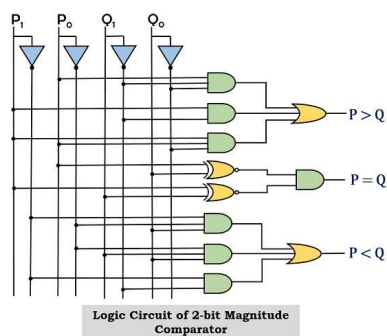 P₁ P₀ Q₁ Q₀
P > Q
P = Q
P < Q
Logic Circuit of 2-bit Magnitude
Comparator